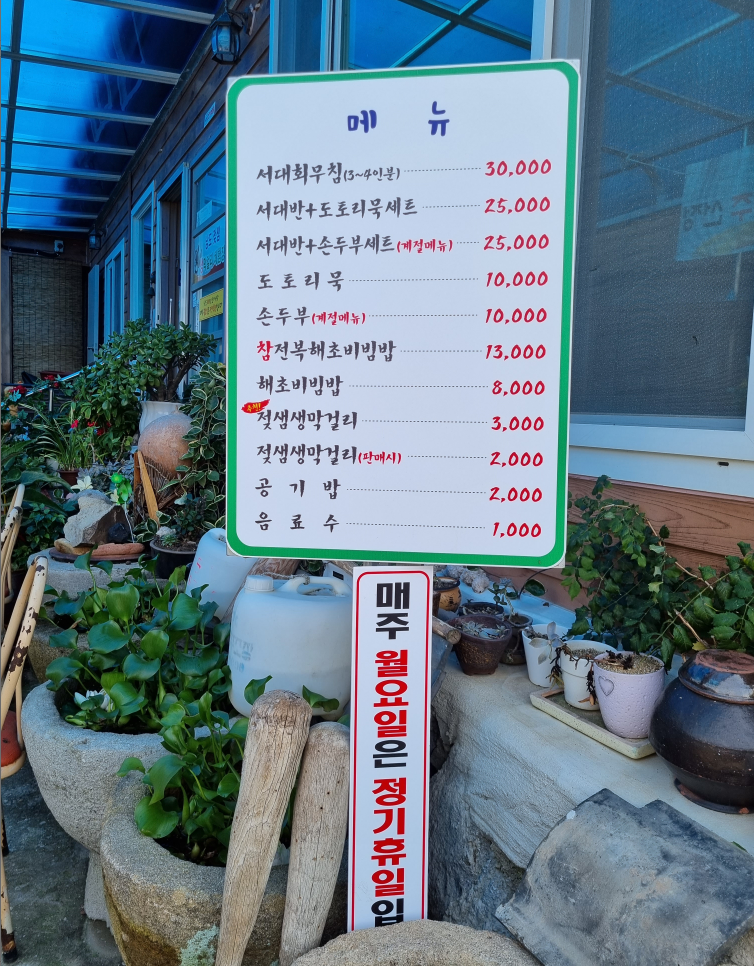 메 뉴
서대회무침(3~4인분) 30,000
서대반+도토리묵세트 25,000
서대반+손두부세트(계절메뉴) 25,000
도 토 리 묵 10,000
손두부(계절메뉴) 10,000
참전복해초비빔밥 13,000
해초비빔밥 8,000
젖샘생막걸리 3,000
젖샘생막걸리(판매시) 2,000
공 기 밥 2,000
음 료 수 1,000
매주 월요일은 정기휴일입